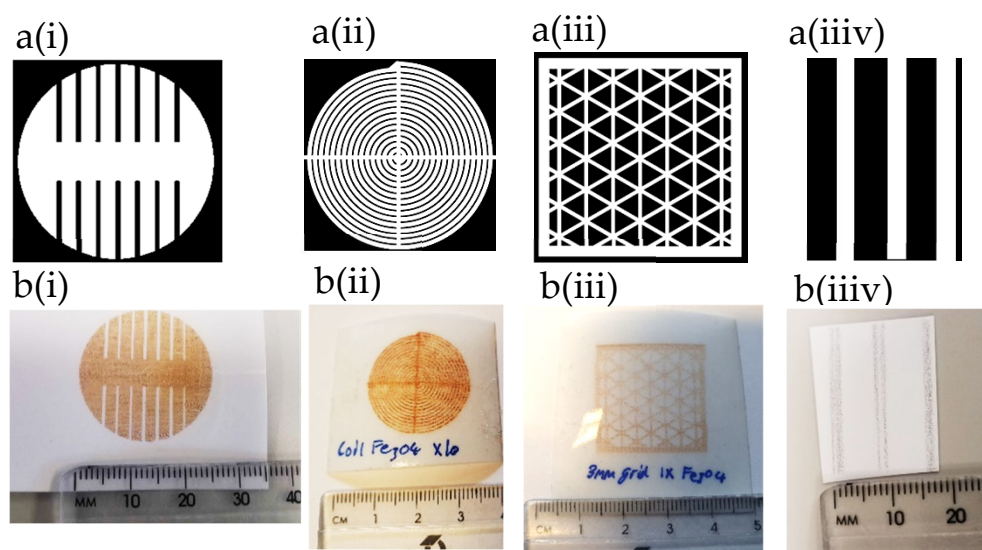 a(i) a(ii) a(iii) a(iiiv)
b(i) b(ii) b(iii) b(iiiv)
Coil Fe3O4 x10
3mm grid 1x Fe3O4
MM 10 20 30 40
CM 1 2 3 4
CM 1 2 3 4 5
MM 10 20